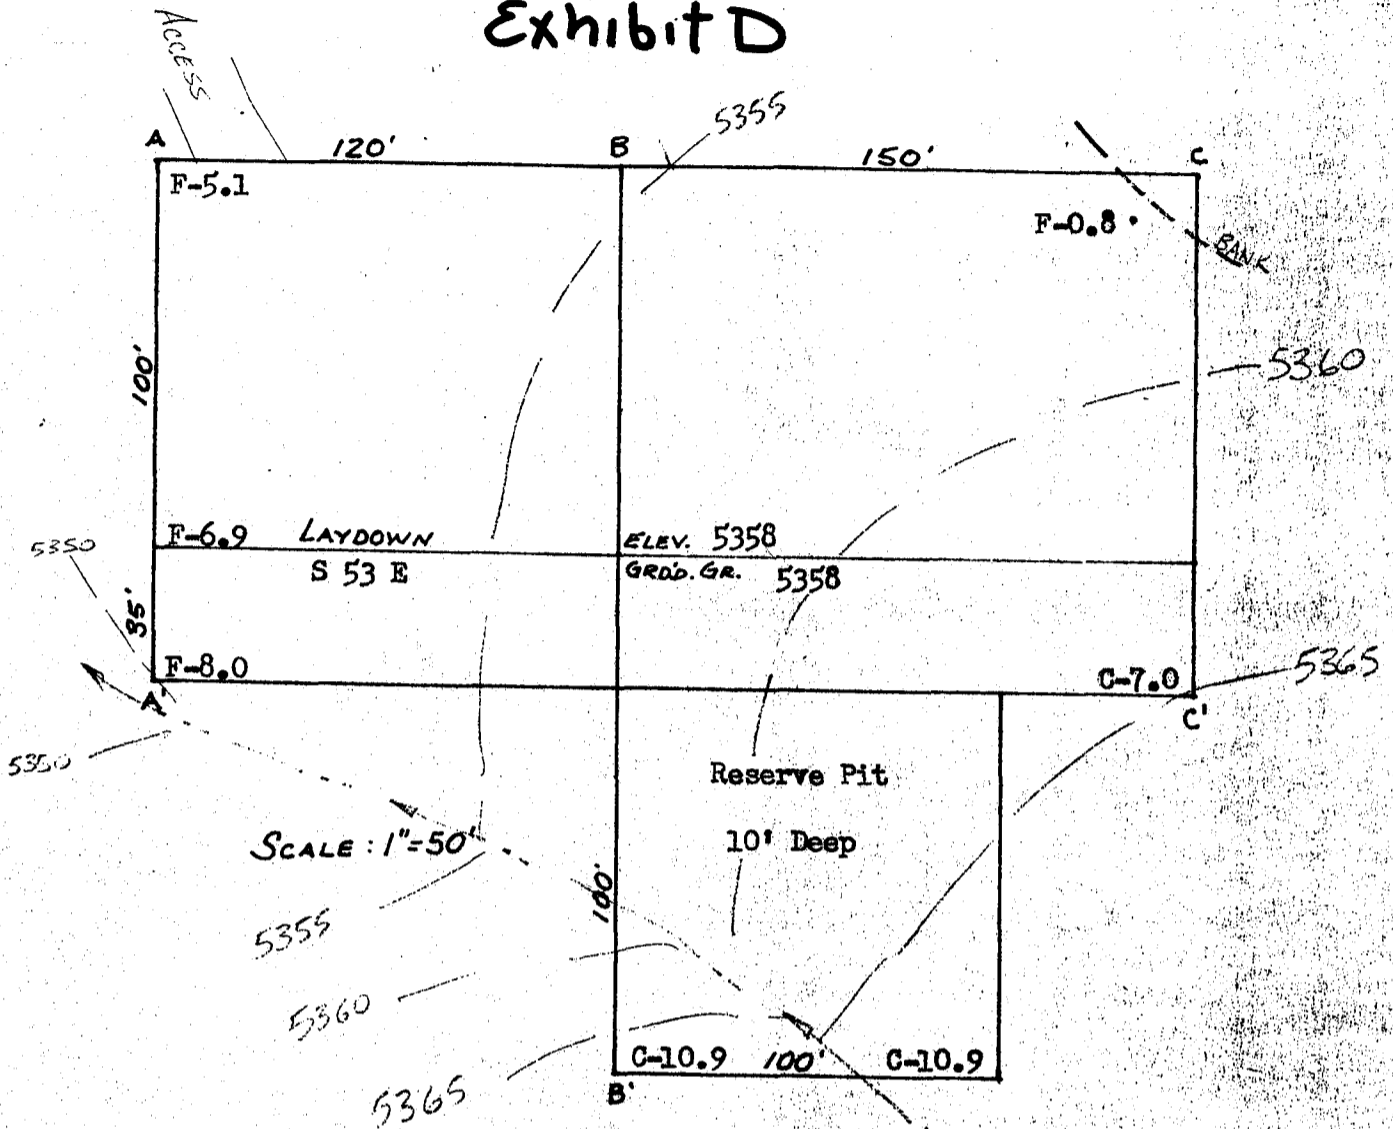 Exhibit D
ACCESS
5355
A
120'
B
150'
C
F-5.1
F-0.8
BANK
100'
5360
F-6.9
LAYDOWN
S 53 E
ELEV. 5358
GRD'D. GR. 5358
5350
35'
F-8.0
A'
C-7.0
C'
5365
5350
Reserve Pit
10' Deep
SCALE: 1"=50'
100'
5355
5360
5365
C-10.9
100'
C-10.9
B'